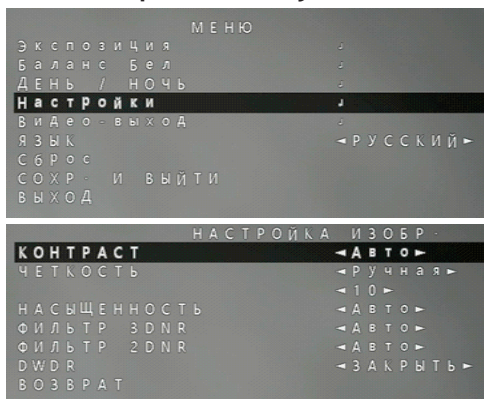 МЕНЮ
Экспозиция
Баланс Бел
ДЕНЬ / НОЧЬ
Настройки
Видео-выход
ЯЗЫК ◄РУССКИЙ►
Сброс
СОХР- И ВЫЙТИ
ВЫХОД
НАСТРОЙКА ИЗОБР-
КОНТРАСТ ◄Авто►
ЧЕТКОСТЬ ◄Ручная►
◄10►
НАСЫЩЕННОСТЬ ◄Авто►
ФИЛЬТР 3DNR ◄Авто►
ФИЛЬТР 2DNR ◄Авто►
DWDR ◄ЗАКРЫТЬ►
ВОЗВРАТ